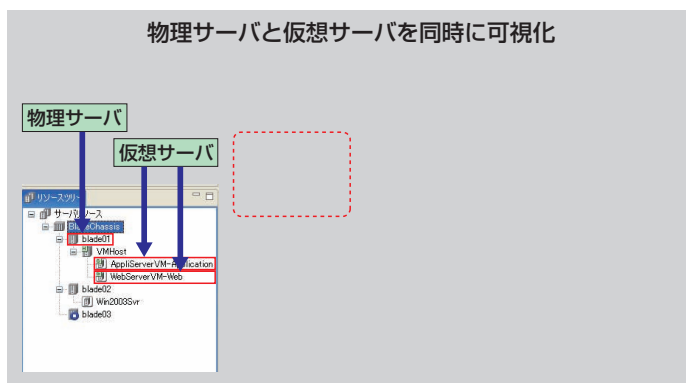 物理サーバと仮想サーバを同時に可視化
物理サーバ
仮想サーバ
リソースツリー
サーバリソース
BladeChassis
blade01
VMHost
AppliServerVM-Application
WebServerVM-Web
blade02
Win2003Svr
blade03